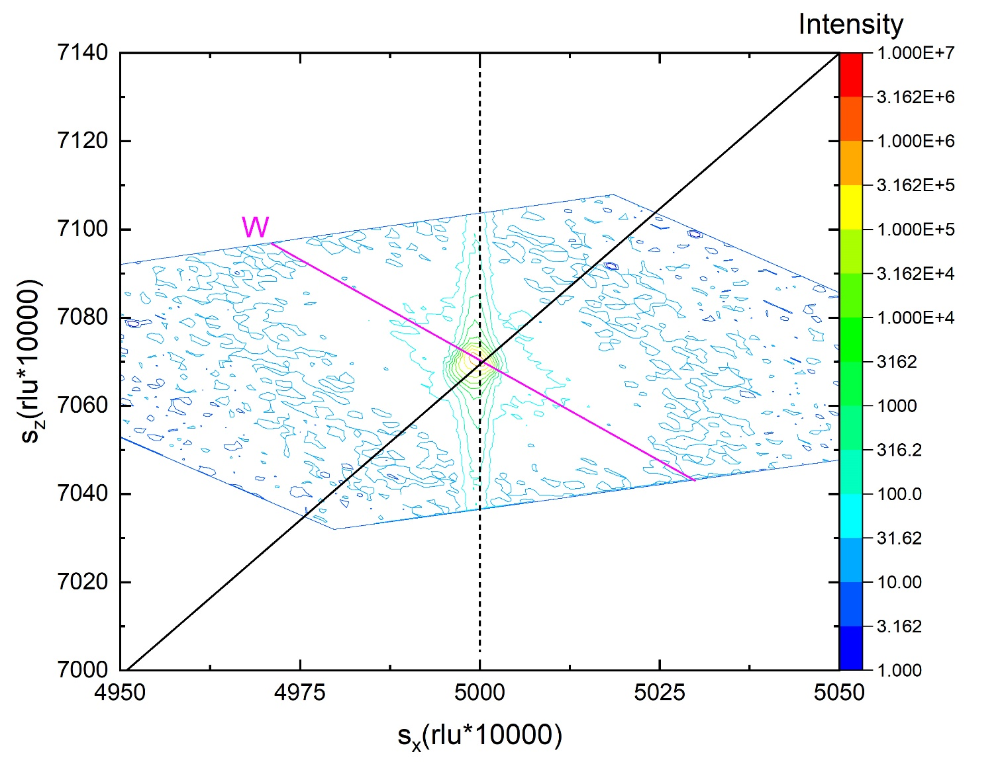 Intensity
7140
7120
7100
7080
7060
7040
7020
7000
s_z(rlu*10000)
W
1.000E+7
3.162E+6
1.000E+6
3.162E+5
1.000E+5
3.162E+4
1.000E+4
3162
1000
316.2
100.0
31.62
10.00
3.162
1.000
4950 4975 5000 5025 5050
s_x(rlu*10000)